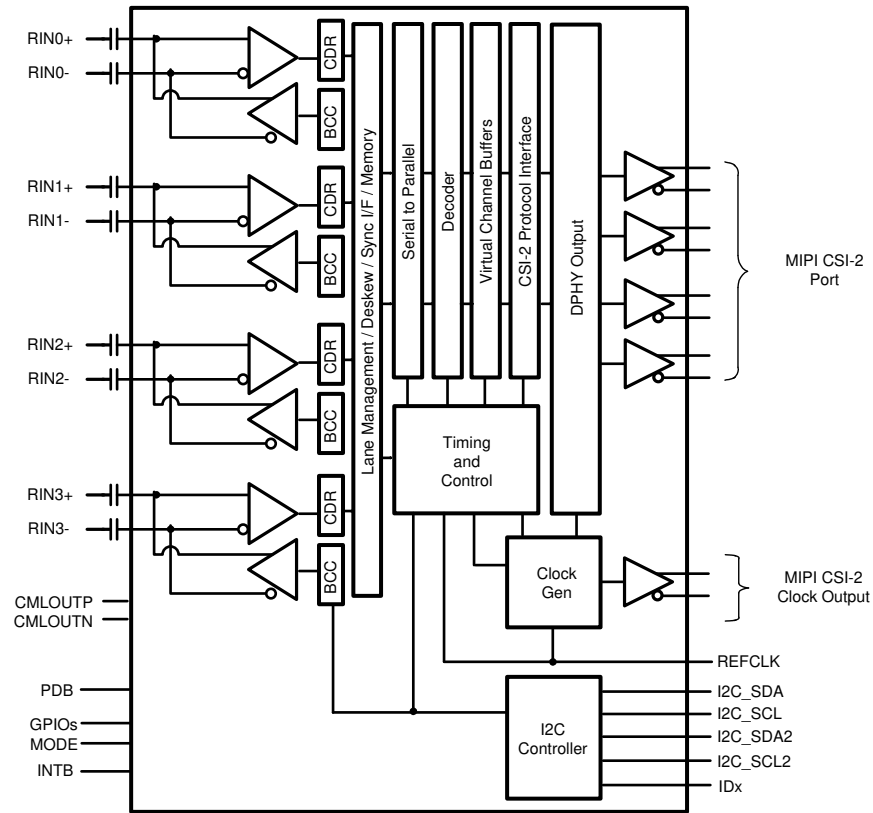 RIN0+
RIN0-
CDR
BCC
RIN1+
RIN1-
CDR
BCC
RIN2+
RIN2-
CDR
BCC
RIN3+
RIN3-
CDR
BCC
Lane Management / Deskew / Sync I/F / Memory
Serial to Parallel
Decoder
Virtual Channel Buffers
CSI-2 Protocol Interface
DPHY Output
MIPI CSI-2
Port
Timing
and
Control
Clock
Gen
MIPI CSI-2
Clock Output
CMLOUTP
CMLOUTN
PDB
GPIOs
MODE
INTB
REFCLK
I2C
Controller
I2C_SDA
I2C_SCL
I2C_SDA2
I2C_SCL2
IDx